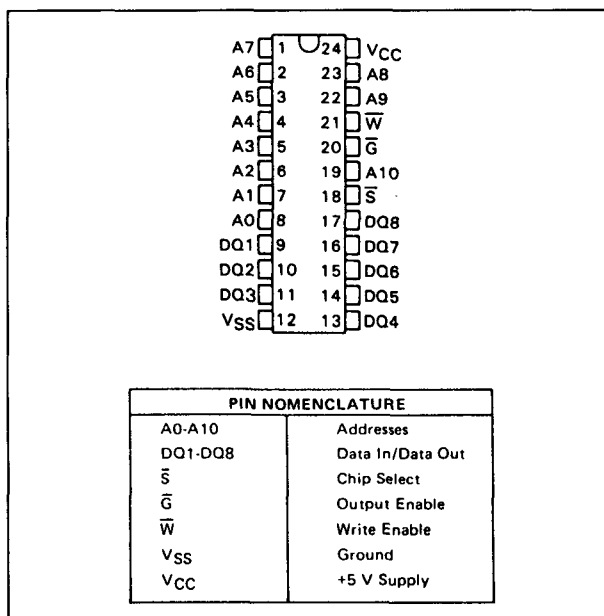 A7 1 24 VCC
A6 2 23 A8
A5 3 22 A9
A4 4 21 W̅
A3 5 20 G̅
A2 6 19 A10
A1 7 18 S̅
A0 8 17 DQ8
DQ1 9 16 DQ7
DQ2 10 15 DQ6
DQ3 11 14 DQ5
VSS 12 13 DQ4
PIN NOMENCLATURE
A0-A10 Addresses
DQ1-DQ8 Data In/Data Out
S̅ Chip Select
G̅ Output Enable
W̅ Write Enable
VSS Ground
VCC +5 V Supply